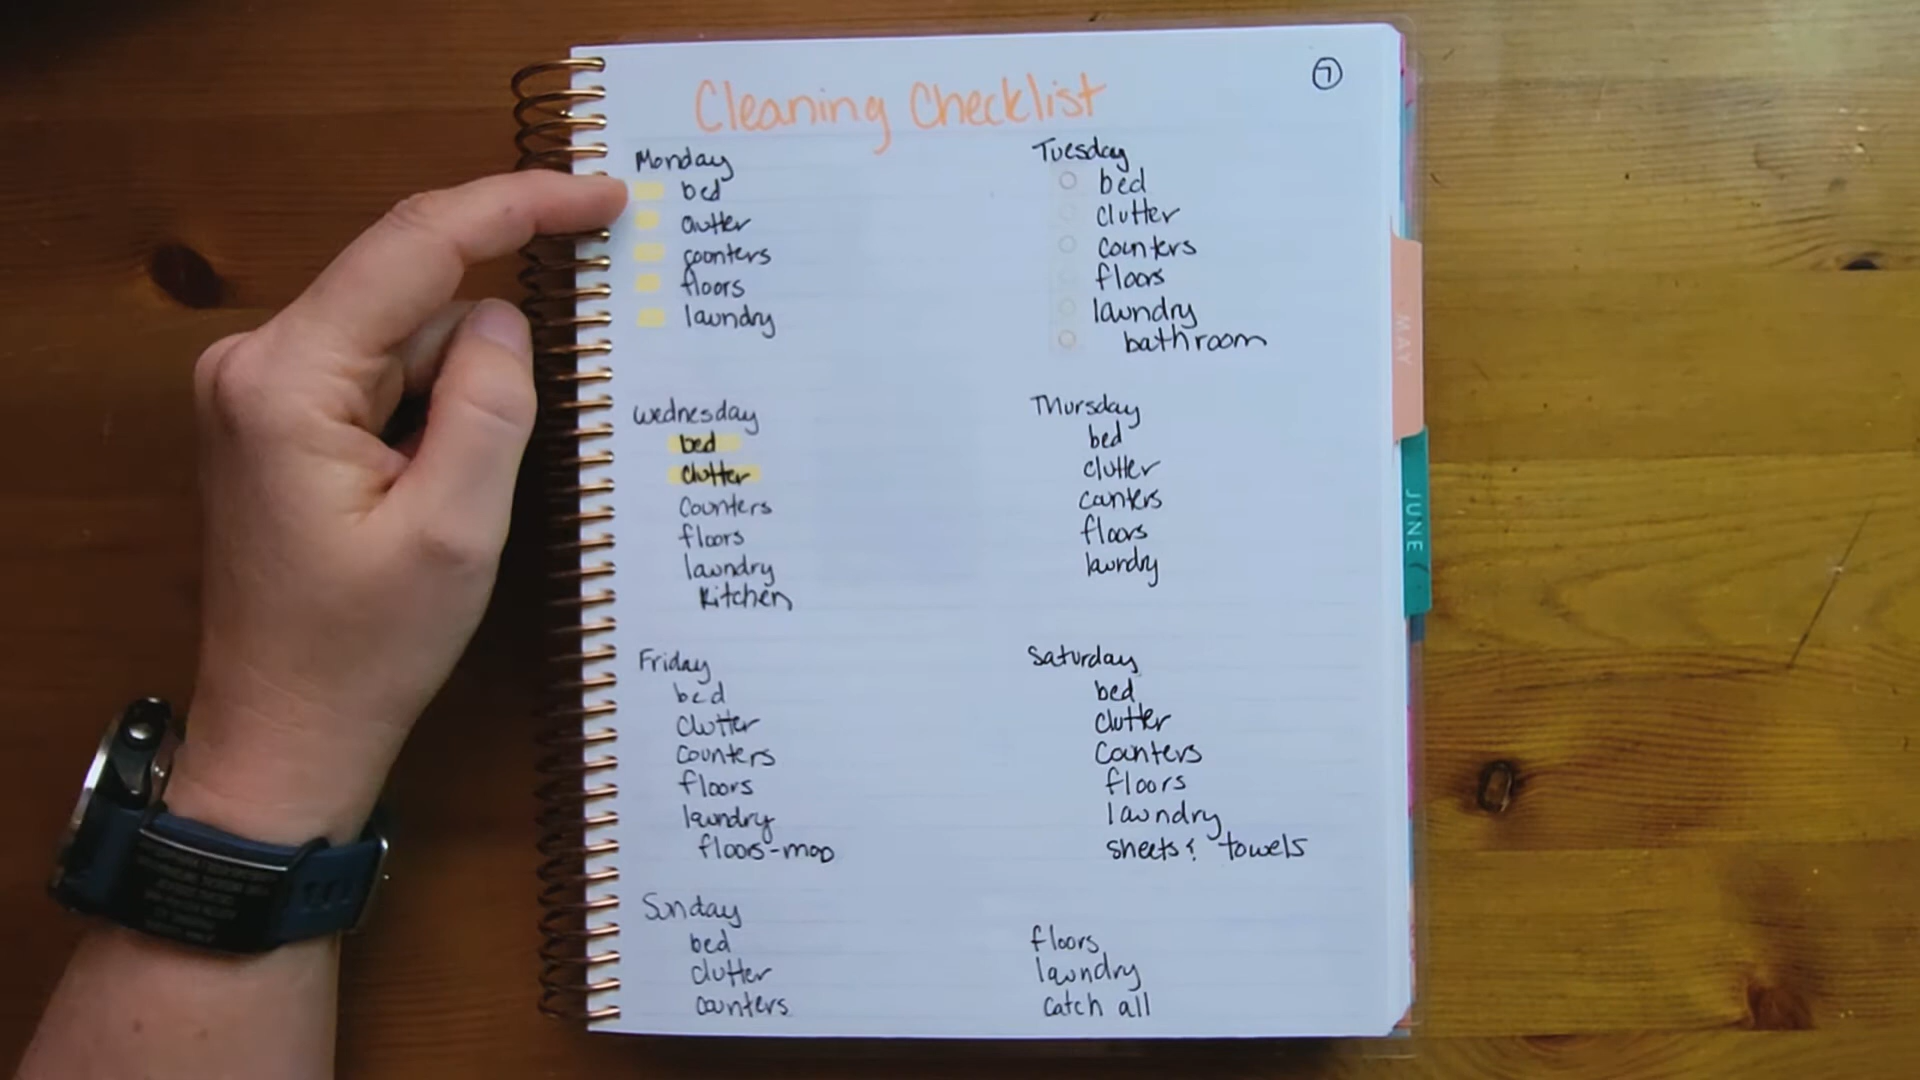 Cleaning Checklist
7
Monday
bed
clutter
counters
floors
laundry
Tuesday
bed
clutter
counters
floors
laundry
bathroom
Wednesday
bed
clutter
counters
floors
laundry
kitchen
Thursday
bed
clutter
counters
floors
laundry
Friday
bed
clutter
counters
floors
laundry
floors-mop
Saturday
bed
clutter
counters
floors
laundry
sheets & towels
Sunday
bed
clutter
counters
floors
laundry
catch all
MAY
JUNE